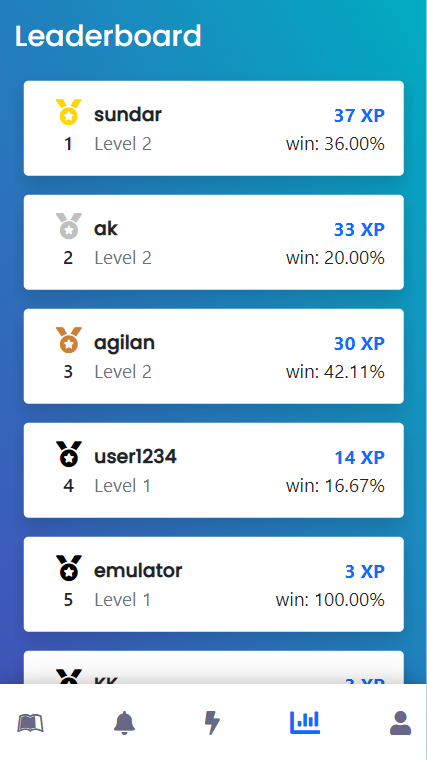 Leaderboard
sundar
37 XP
1
Level 2
win: 36.00%
ak
33 XP
2
Level 2
win: 20.00%
agilan
30 XP
3
Level 2
win: 42.11%
user1234
14 XP
4
Level 1
win: 16.67%
emulator
3 XP
5
Level 1
win: 100.00%